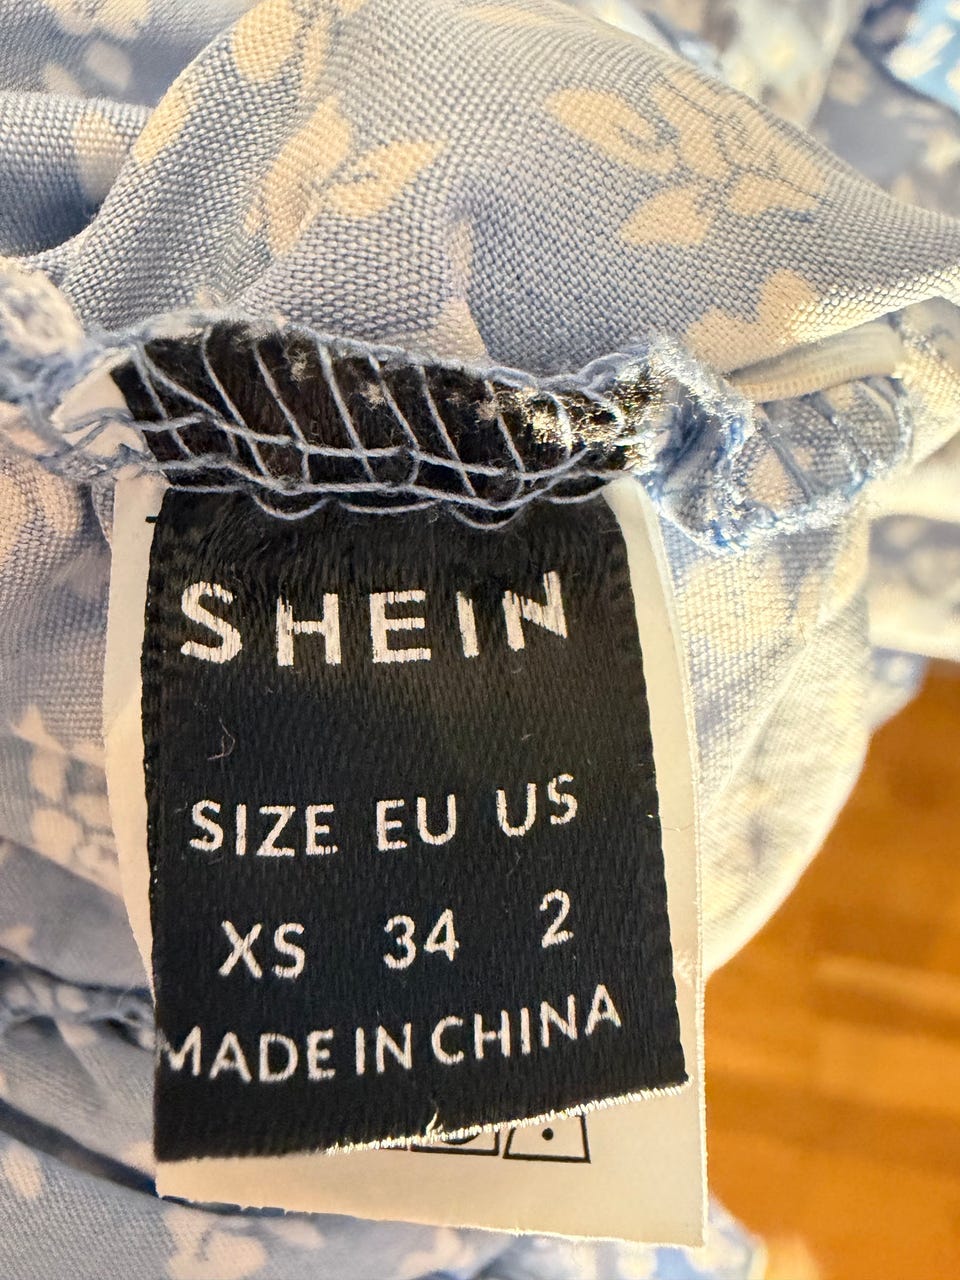 SHEIN
SIZE EU US
XS 34 2
MADE IN CHINA